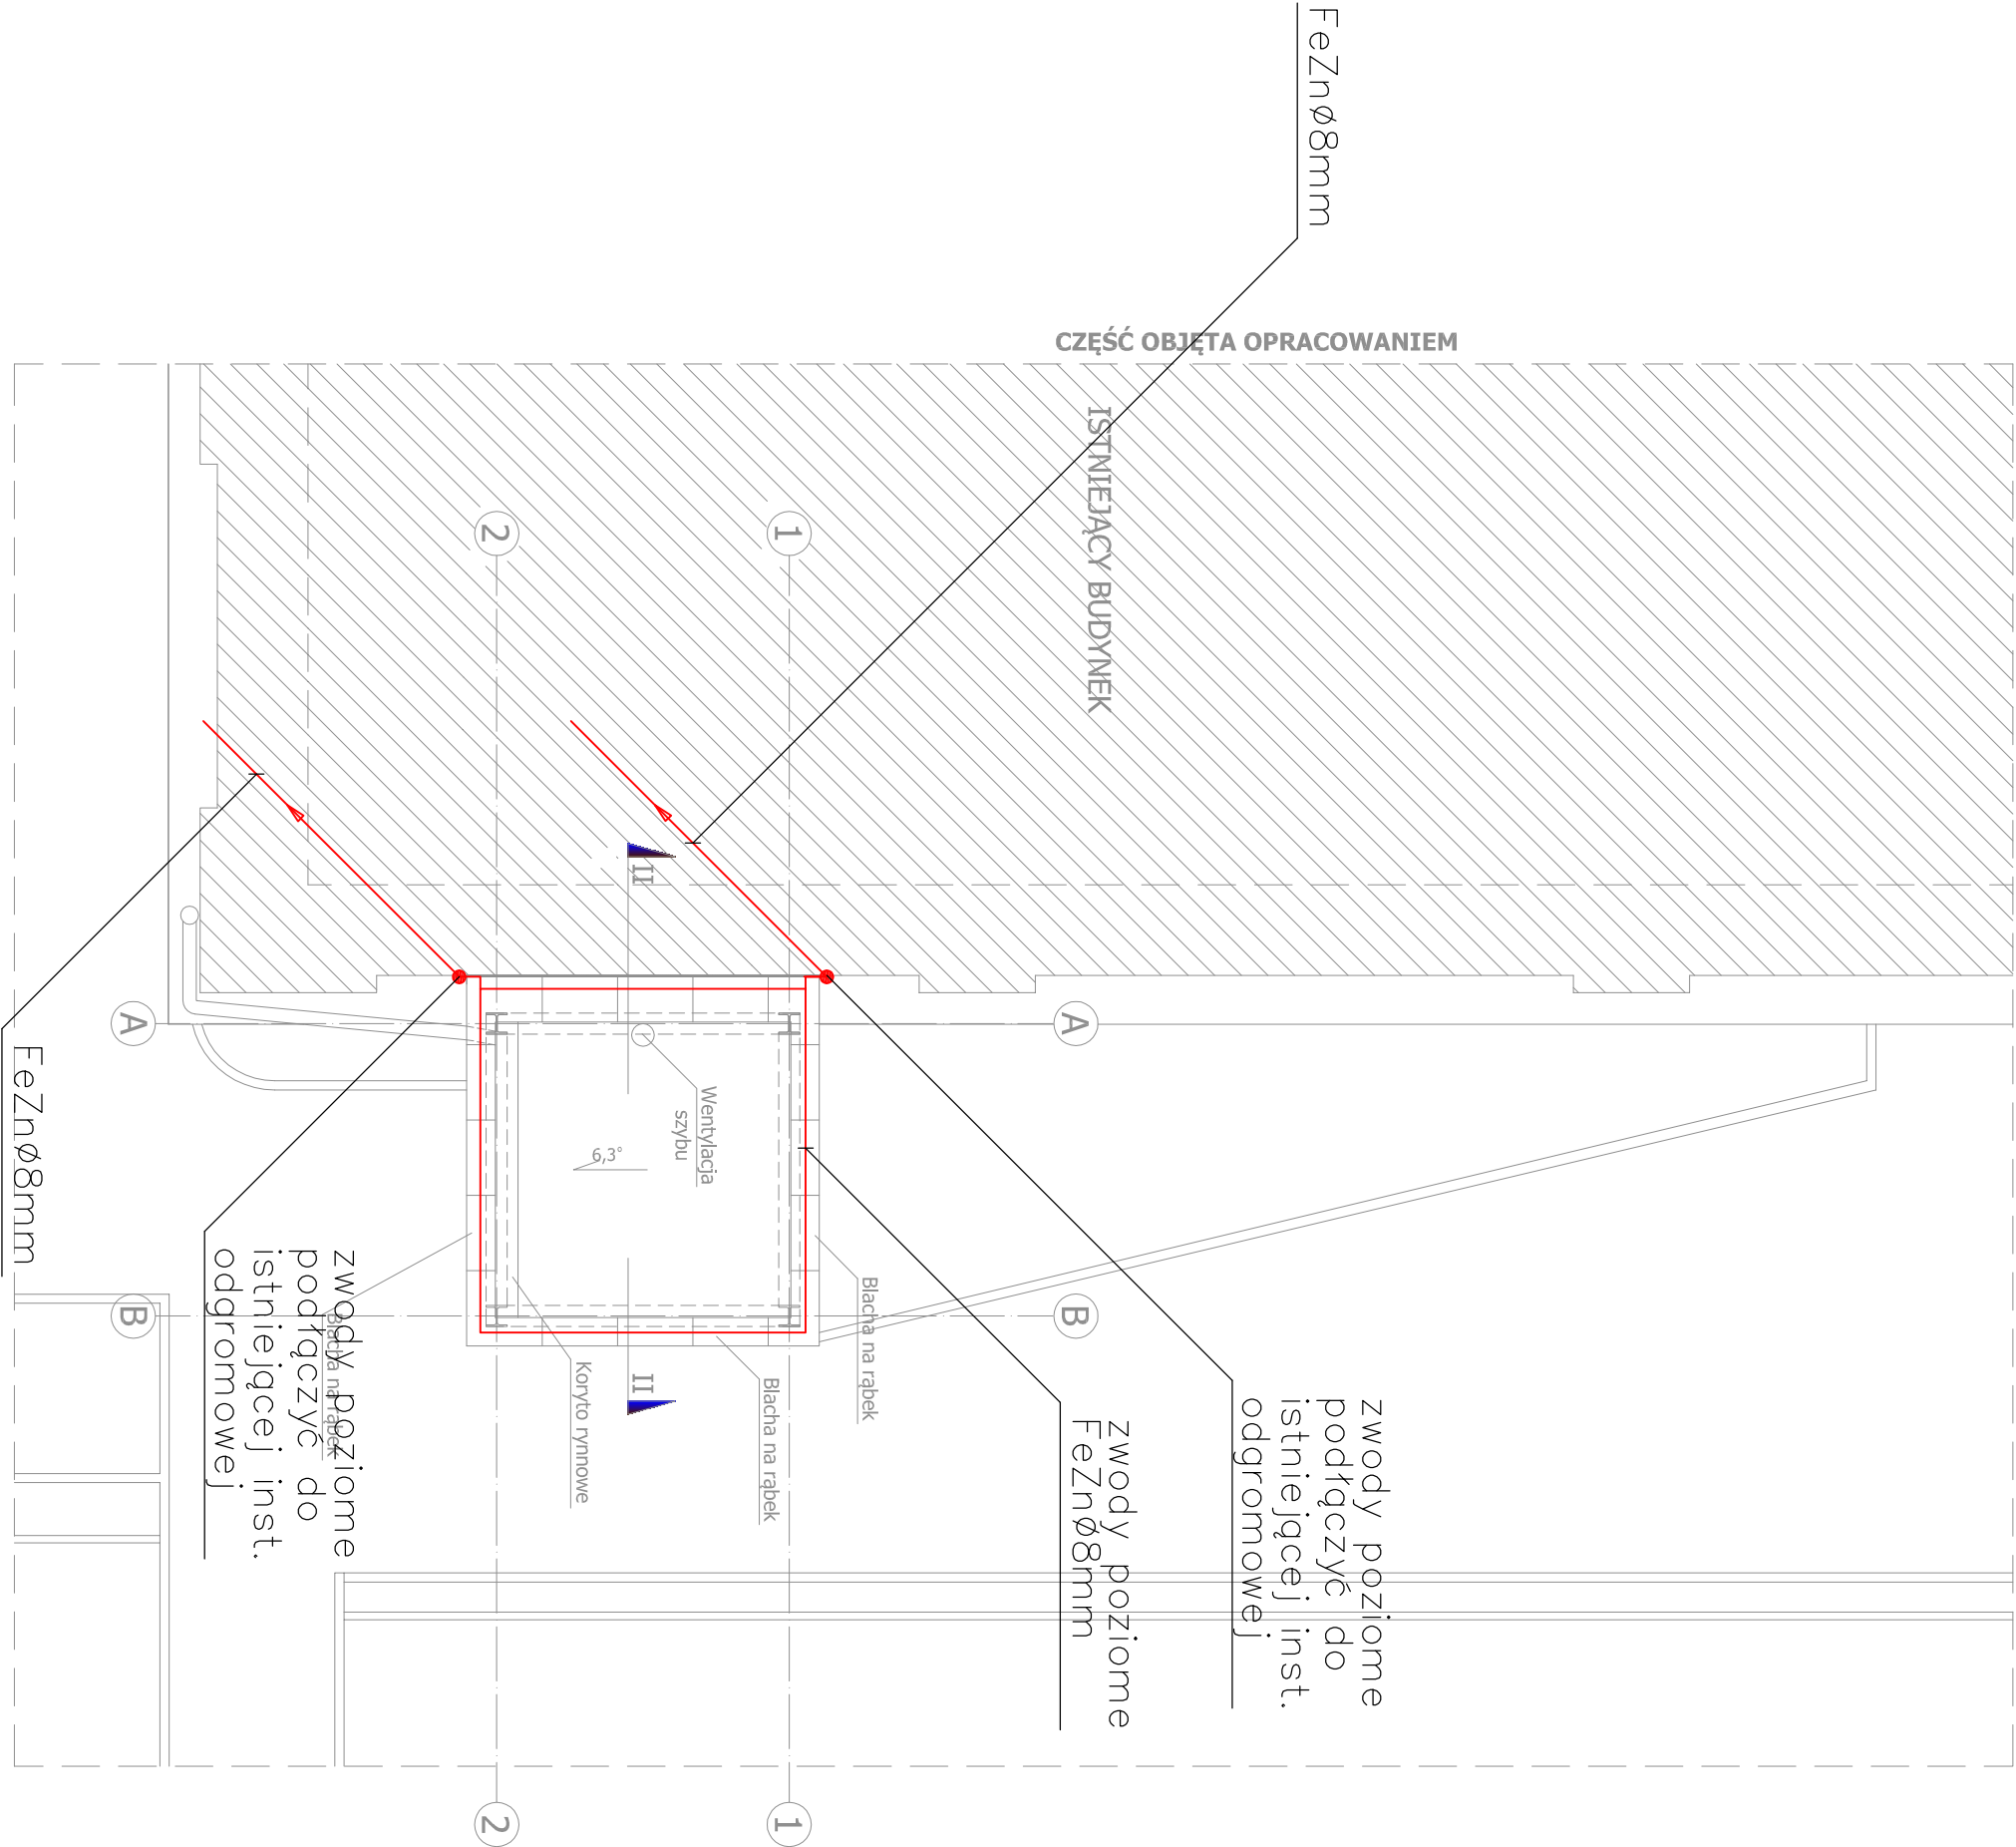 FeZnø8mm
CZĘŚĆ OBJĘTA OPRACOWANIEM
ISTNIEJĄCY BUDYNEK
2
1
II
A
A
Wentylacja
szybu
6,3°
FeZnø8mm
zwody poziome
podłączyć do
istniejącej inst.
odgromowej
Blacha na rąbek
B
B
Blacha na rąbek
Koryto rynnowe
II
Blacha na rąbek
zwody poziome
FeZnø8mm
zwody poziome
podłączyć do
istniejącej inst.
odgromowej
2
1